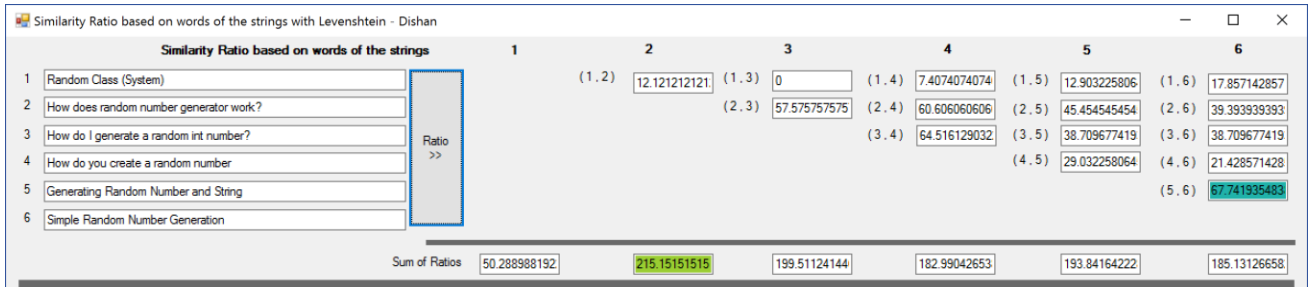 Similarity Ratio based on words of the strings with Levenshtein - Dishan
Similarity Ratio based on words of the strings 1 2 3 4 5 6
1 Random Class (System) (1.2) 12.121212121 (1.3) 0 (1.4) 7.4074074074 (1.5) 12.903225806 (1.6) 17.857142857
2 How does random number generator work? (2.3) 57.575757575 (2.4) 60.606060606 (2.5) 45.454545454 (2.6) 39.393939393
3 How do I generate a random int number? (3.4) 64.516129032 (3.5) 38.709677419 (3.6) 38.709677419
Ratio
>>
4 How do you create a random number (4.5) 29.032258064 (4.6) 21.428571428
5 Generating Random Number and String (5.6) 67.741935483
6 Simple Random Number Generation
Sum of Ratios 50.288988192 215.15151515 199.51124144 182.99042653 193.84164222 185.13126658